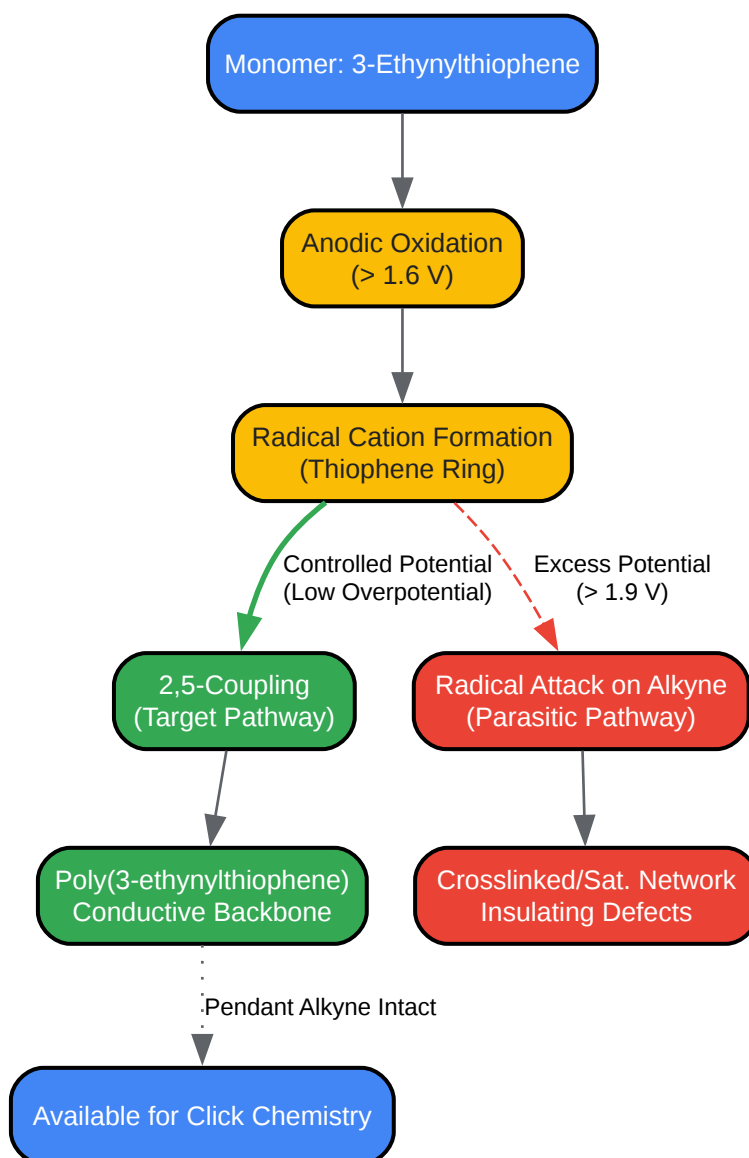 Monomer: 3-Ethynylthiophene
Anodic Oxidation
(> 1.6 V)
Radical Cation Formation
(Thiophene Ring)
Controlled Potential
(Low Overpotential)
Excess Potential
(> 1.9 V)
2,5-Coupling
(Target Pathway)
Radical Attack on Alkyne
(Parasitic Pathway)
Poly(3-ethynylthiophene)
Conductive Backbone
Crosslinked/Sat. Network
Insulating Defects
Pendant Alkyne Intact
Available for Click Chemistry